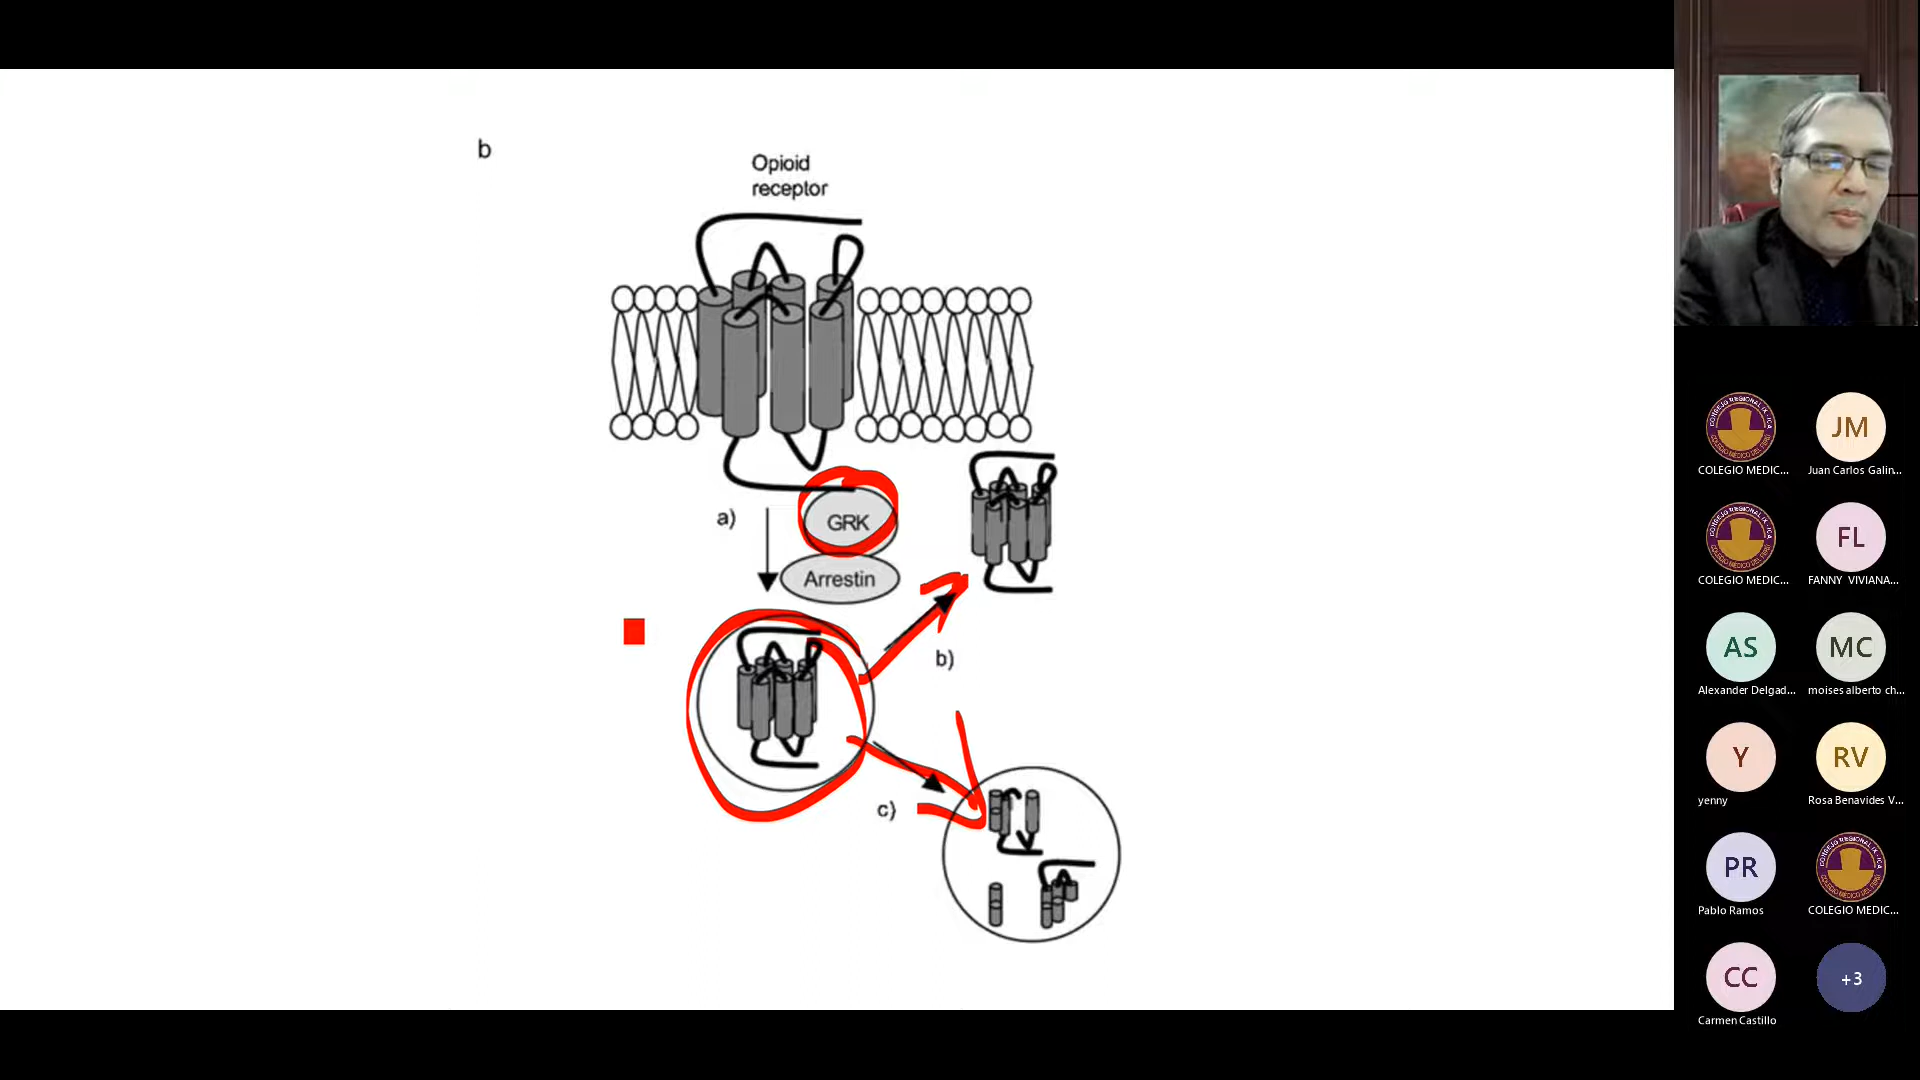 b
Opioid
receptor
a)
GRK
Arrestin
b)
c)
COLEGIO MEDIC...
JM
Juan Carlos Galin...
COLEGIO MEDIC...
FL
FANNY VIVIANA...
AS
Alexander Delgad...
MC
moises alberto ch...
Y
yenny
RV
Rosa Benavides V...
PR
Pablo Ramos
COLEGIO MEDIC...
CC
Carmen Castillo
+3